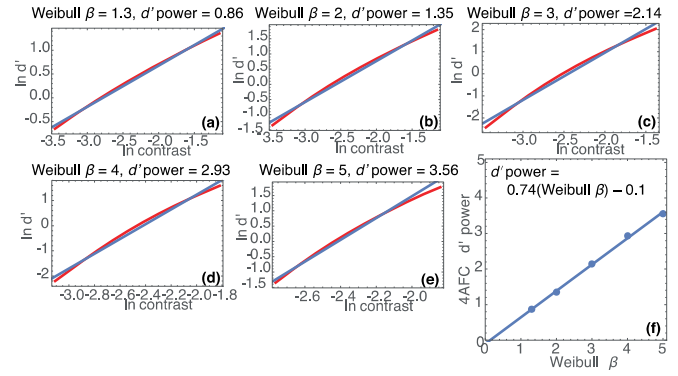 Weibull β = 1.3, d′ power = 0.86
ln d′
1.0
0.5
0.0
-0.5
-3.5 -3.0 -2.5 -2.0 -1.5
ln contrast
(a)
Weibull β = 2, d′ power = 1.35
ln d′
1.5
1.0
0.5
0.0
-0.5
-1.0
-1.5
-3.5 -3.0 -2.5 -2.0 -1.5
ln contrast
(b)
Weibull β = 3, d′ power =2.14
ln d′
2
1
0
-1
-2
-3.0 -2.5 -2.0 -1.5
ln contrast
(c)
Weibull β = 4, d′ power = 2.93
ln d′
2
1
0
-1
-2
-3.0 -2.8 -2.6 -2.4 -2.2 -2.0 -1.8
ln contrast
(d)
Weibull β = 5, d′ power = 3.56
ln d′
1.5
1.0
0.5
0.0
-0.5
-1.0
-1.5
-2.6 -2.4 -2.2 -2.0
ln contrast
(e)
4AFC d′ power
5
4
3
2
1
0
d′ power =
0.74(Weibull β) − 0.1
0 1 2 3 4 5
Weibull β
(f)